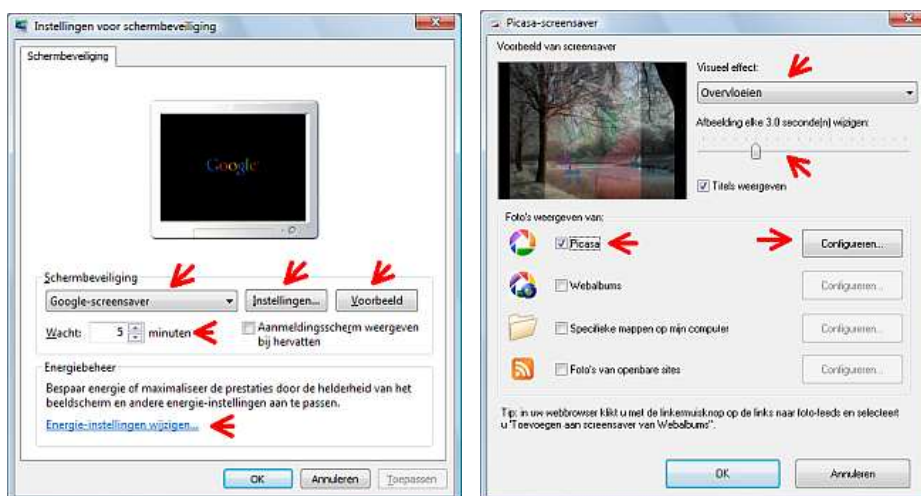 Instellingen voor schermbeveiliging
Schermbeveiliging
Google
Schermbeveiliging
Google-screensaver
Instellingen...
Voorbeeld
Wacht: 5 minuten
Aanmeldingsscherm weergeven
bij hervatten
Energiebeheer
Bespaar energie of maximaliseer de prestaties door de helderheid van het
beeldscherm en andere energie-instellingen aan te passen.
Energie-instellingen wijzigen...
OK
Annuleren
Toepassen
Picasa-screensaver
Voorbeeld van screensaver
Visueel effect:
Overvloeien
Afbeelding elke 3.0 seconde(n) wijzigen:
Titels weergeven
Foto's weergeven van:
Picasa
Configureren...
Webalbums
Configureren...
Specifieke mappen op mijn computer
Configureren...
Foto's van openbare sites
Configureren...
Tip: in uw webbrowser klikt u met de linkermuisknop op de links naar foto-feeds en selecteert
u "Toevoegen aan screensaver van Webalbums".
OK
Annuleren